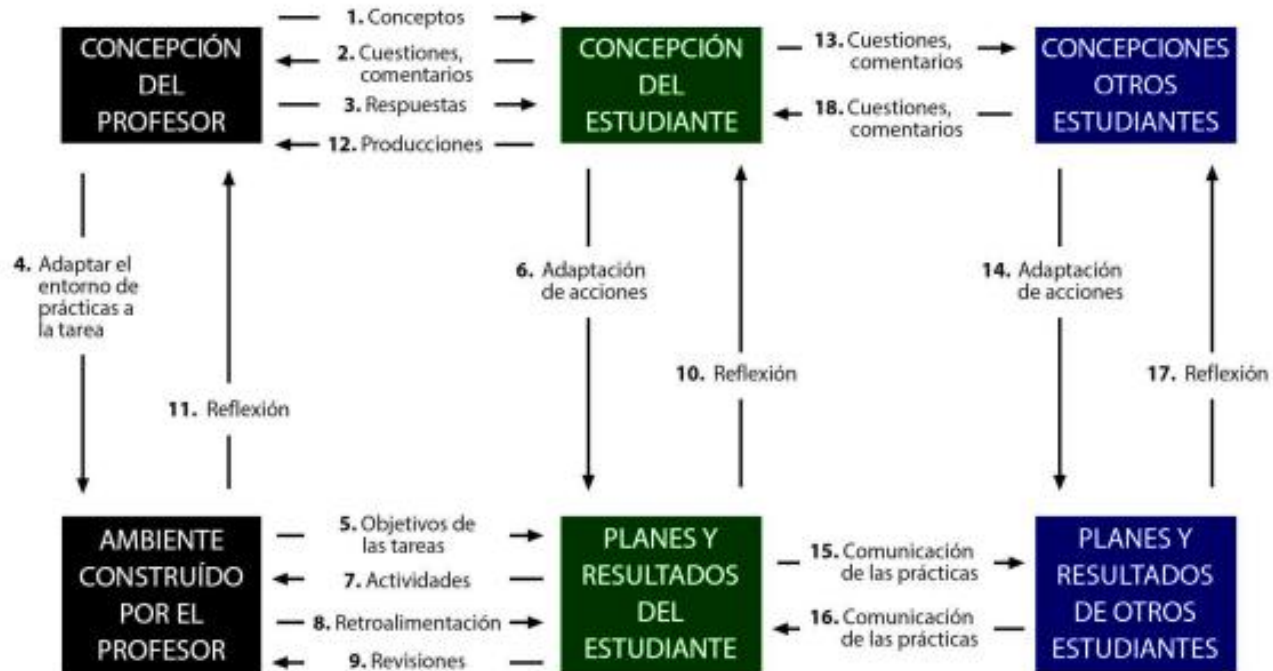 1. Conceptos
CONCEPCIÓN
DEL
PROFESOR
2. Cuestiones,
comentarios
3. Respuestas
12. Producciones
CONCEPCIÓN
DEL
ESTUDIANTE
13. Cuestiones,
comentarios
18. Cuestiones,
comentarios
CONCEPCIONES
OTROS
ESTUDIANTES
4. Adaptar el
entorno de
prácticas a
la tarea
11. Reflexión
6. Adaptación
de acciones
10. Reflexión
14. Adaptación
de acciones
17. Reflexión
AMBIENTE
CONSTRUÍDO
POR EL
PROFESOR
5. Objetivos de
las tareas
7. Actividades
8. Retroalimentación
9. Revisiones
PLANES Y
RESULTADOS
DEL
ESTUDIANTE
15. Comunicación
de las prácticas
16. Comunicación
de las prácticas
PLANES Y
RESULTADOS
DE OTROS
ESTUDIANTES